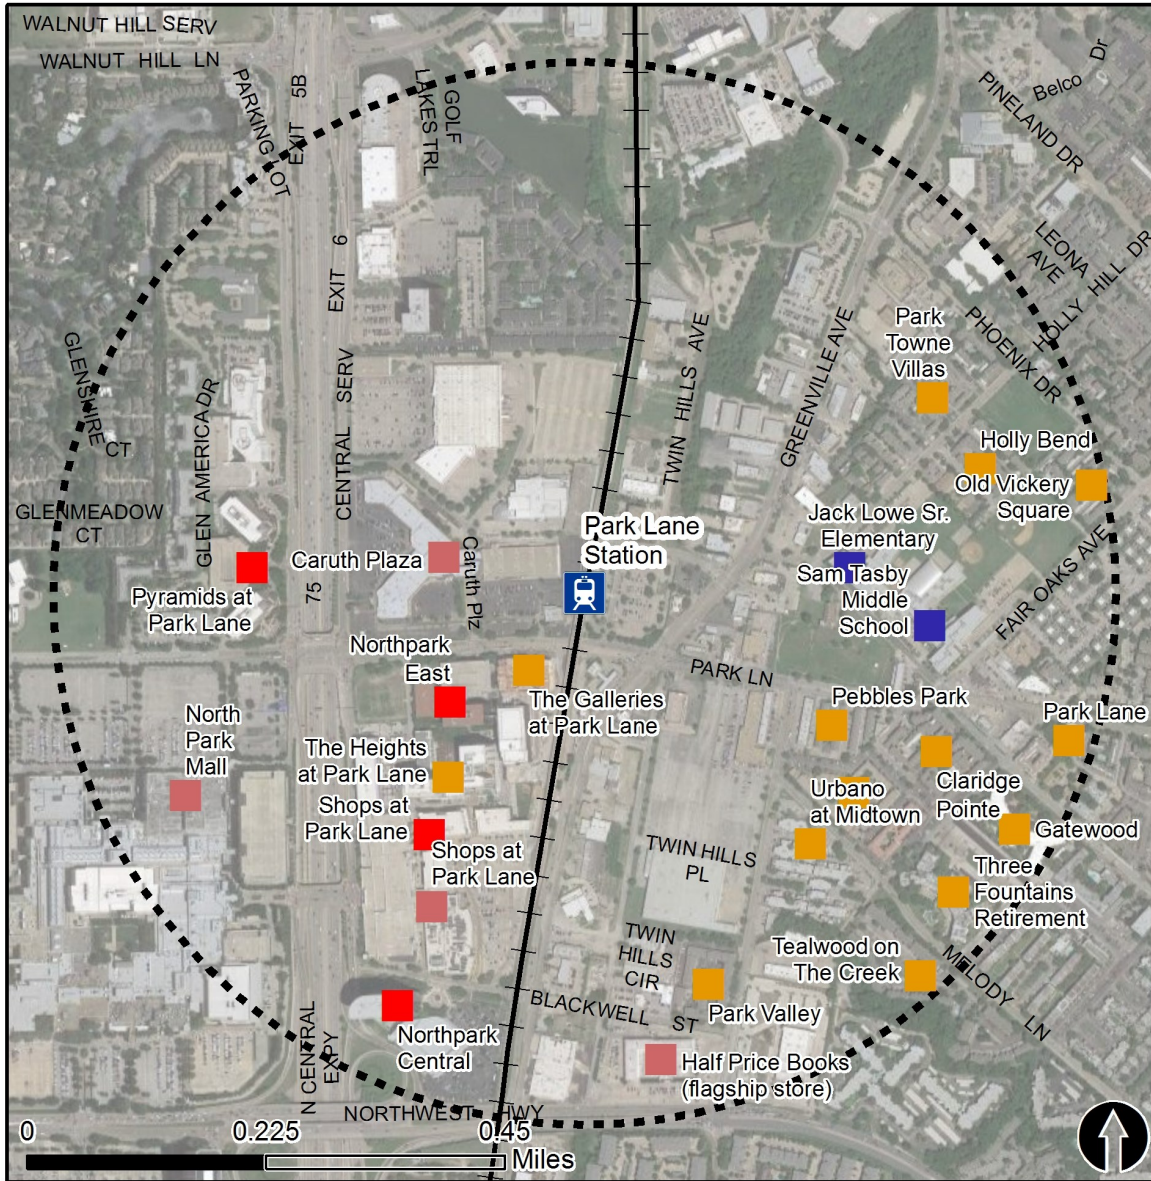 WALNUT HILL SERV
WALNUT HILL LN
PARKING LOT
EXIT 5B
GOLF
LAKES TRL
Belco Dr
PINELAND DR
LEONA
AVE
HOLLY HILL DR
EXIT 6
PHOENIX DR
Park
Towne
Villas
TWIN HILLS AVE
GREENVILLE AVE
GLENSHIRE CT
GLEN AMERICA DR
CENTRAL SERV
Holly Bend
Old Vickery
Square
GLENMEADOW
CT
Jack Lowe Sr.
Elementary
Park Lane
Station
Caruth Plaza
Caruth Plz
Sam Tasby
Middle
School
FAIR OAKS AVE
Pyramids at
Park Lane
75
Northpark
East
PARK LN
The Galleries
at Park Lane
Pebbles Park
Park Lane
North
Park
Mall
The Heights
at Park Lane
Shops at
Park Lane
Urbano
at Midtown
Claridge
Pointe
Gatewood
Shops at
Park Lane
TWIN HILLS
PL
Three
Fountains
Retirement
TWIN
HILLS
CIR
Tealwood on
The Creek
MELODY LN
BLACKWELL ST
Park Valley
Northpark
Central
N CENTRAL
EXPY
Half Price Books
(flagship store)
NORTHWEST HWY
0 0.225 0.45
Miles